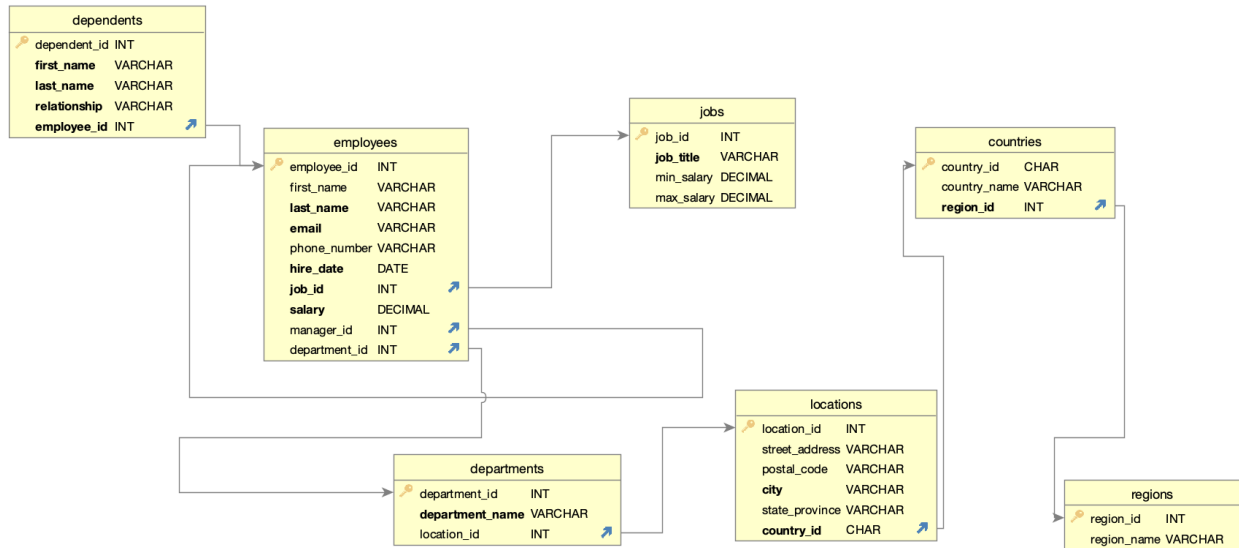 dependents
dependent_id INT
first_name VARCHAR
last_name VARCHAR
relationship VARCHAR
employee_id INT
employees
employee_id INT
first_name VARCHAR
last_name VARCHAR
email VARCHAR
phone_number VARCHAR
hire_date DATE
job_id INT
salary DECIMAL
manager_id INT
department_id INT
jobs
job_id INT
job_title VARCHAR
min_salary DECIMAL
max_salary DECIMAL
countries
country_id CHAR
country_name VARCHAR
region_id INT
departments
department_id INT
department_name VARCHAR
location_id INT
locations
location_id INT
street_address VARCHAR
postal_code VARCHAR
city VARCHAR
state_province VARCHAR
country_id CHAR
regions
region_id INT
region_name VARCHAR